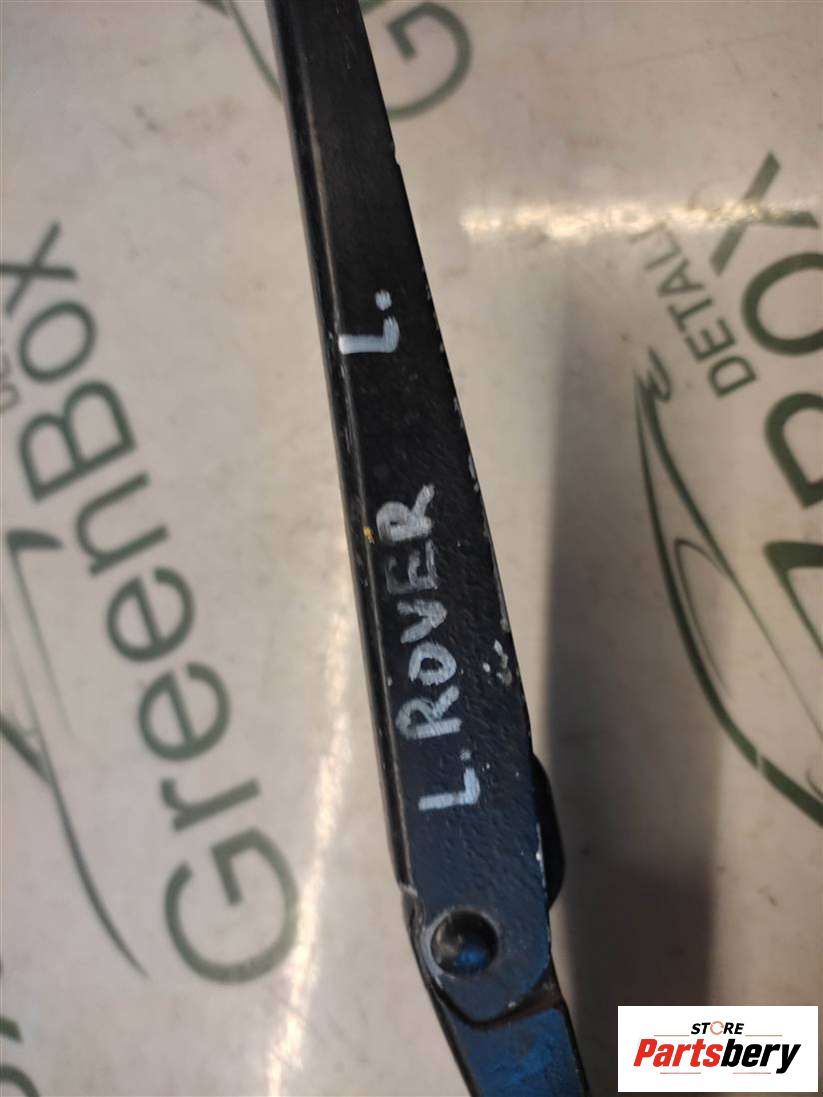 L. ROVER L.
GreenBox
DETALI
BOX
STORE
Partsbery